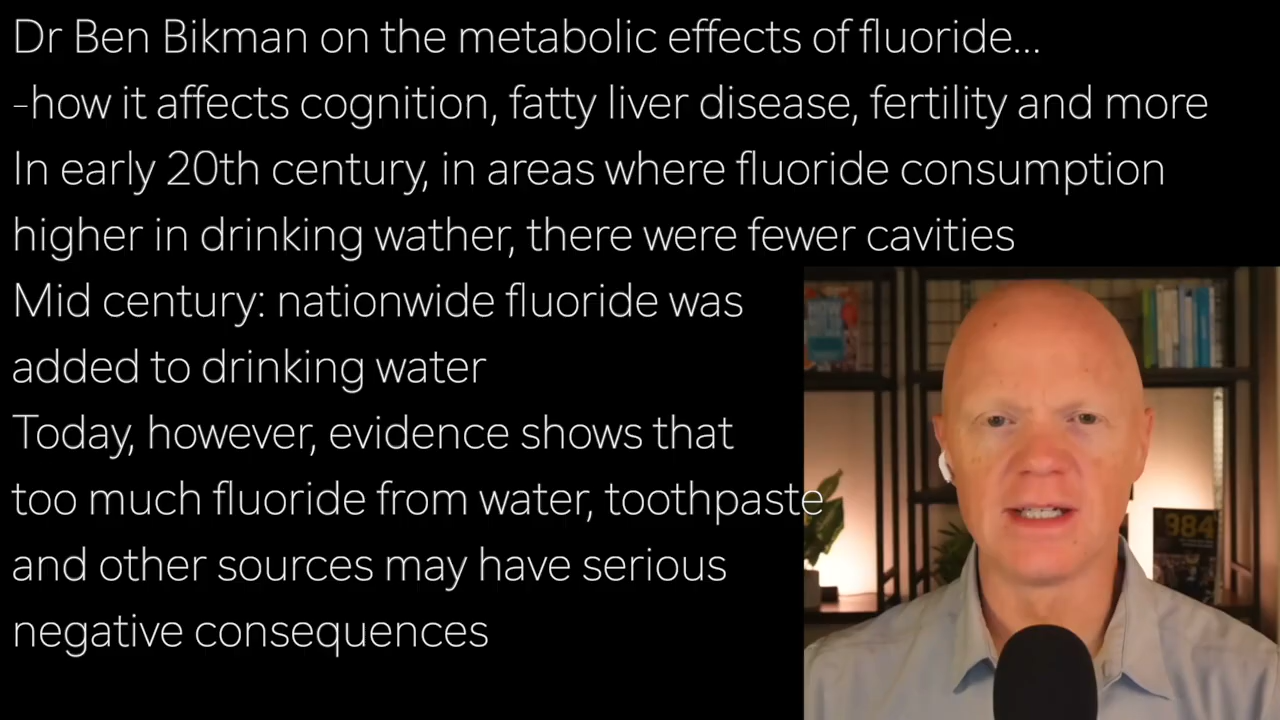 Dr Ben Bikman on the metabolic effects of fluoride...
-how it affects cognition, fatty liver disease, fertility and more
In early 20th century, in areas where fluoride consumption
higher in drinking wather, there were fewer cavities
Mid century: nationwide fluoride was
added to drinking water
Today, however, evidence shows that
too much fluoride from water, toothpaste
and other sources may have serious
negative consequences
984